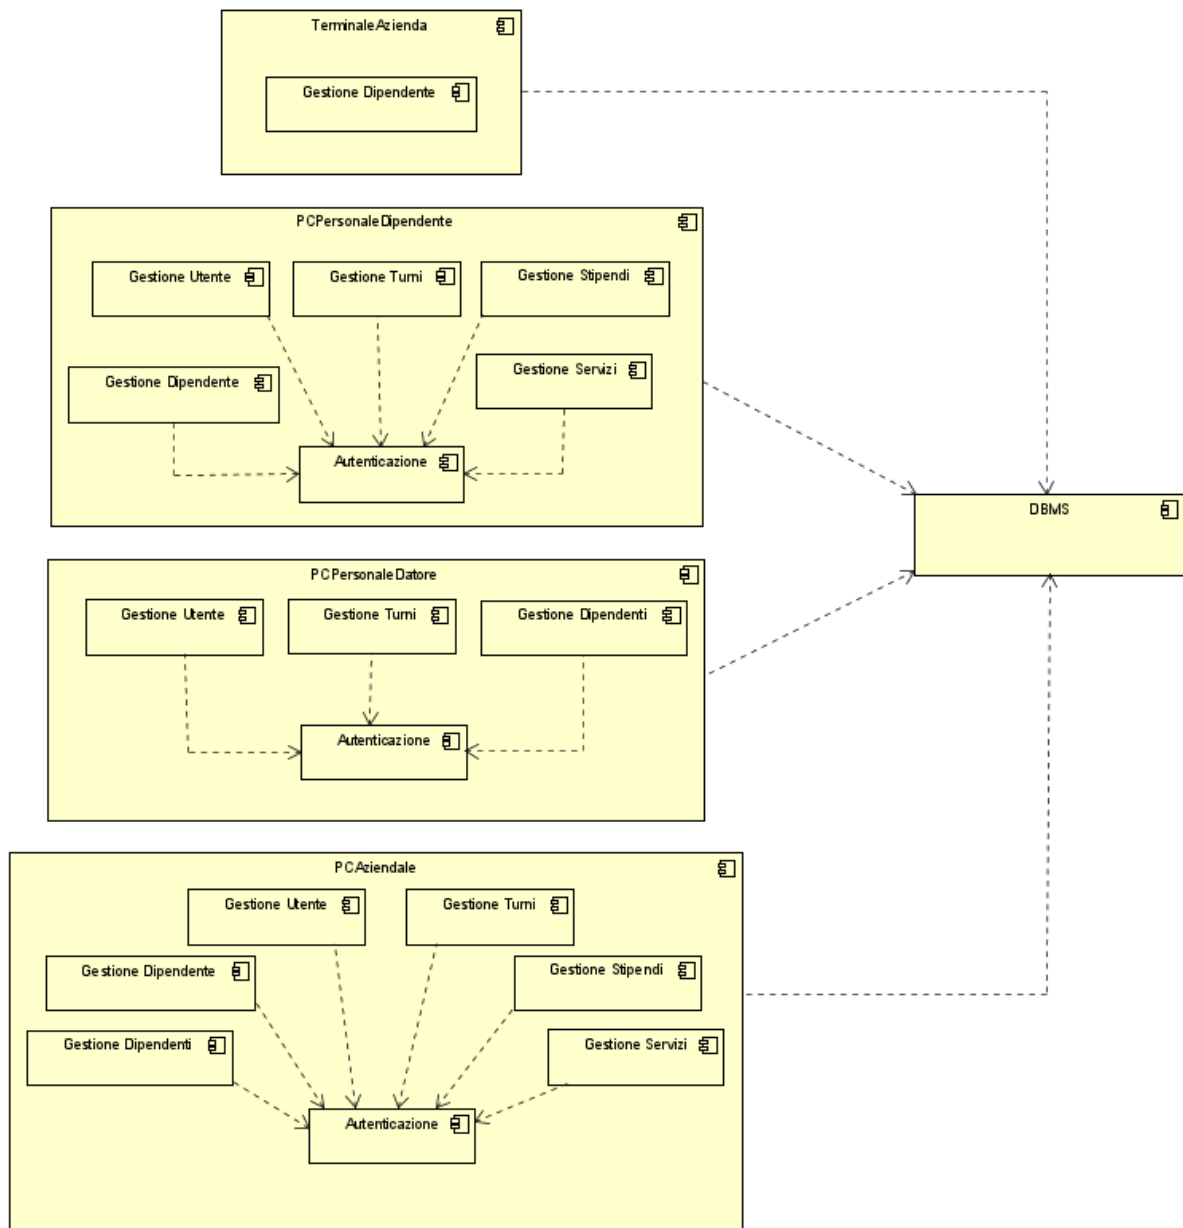 TerminaleAzienda
Gestione Dipendente
PCPersonaleDipendente
Gestione Utente
Gestione Turni
Gestione Stipendi
Gestione Dipendente
Gestione Servizi
Autenticazione
DBMS
PCPersonaleDatore
Gestione Utente
Gestione Turni
Gestione Dipendenti
Autenticazione
PCAziendale
Gestione Utente
Gestione Turni
Gestione Dipendente
Gestione Stipendi
Gestione Dipendenti
Gestione Servizi
Autenticazione